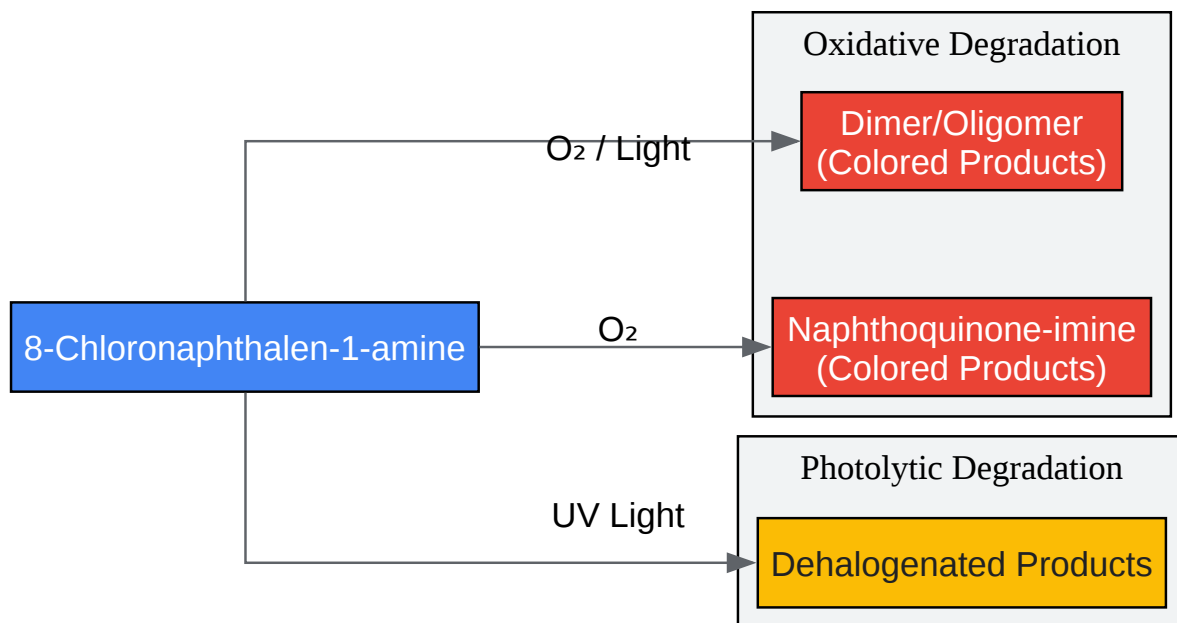 Oxidative Degradation
O₂ / Light
Dimer/Oligomer
(Colored Products)
8-Chloronaphthalen-1-amine
O₂
Naphthoquinone-imine
(Colored Products)
Photolytic Degradation
UV Light
Dehalogenated Products